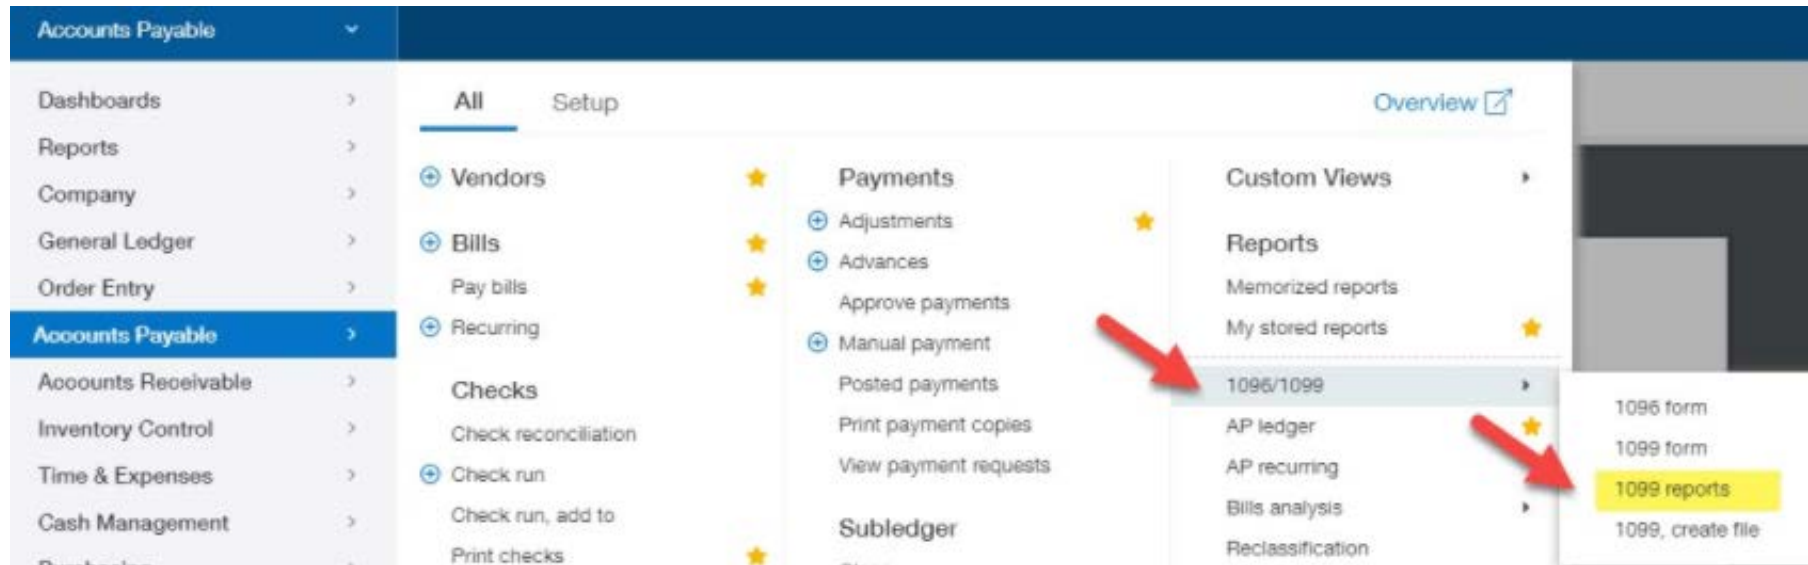 Accounts Payable
Dashboards
Reports
Company
General Ledger
Order Entry
Accounts Payable
Accounts Receivable
Inventory Control
Time & Expenses
Cash Management
All Setup Overview
Vendors
Bills
Pay bills
Recurring
Checks
Check reconciliation
Check run
Check run, add to
Print checks
Payments
Adjustments
Advances
Approve payments
Manual payment
Posted payments
Print payment copies
View payment requests
Subledger
Custom Views
Reports
Memorized reports
My stored reports
1096/1099
AP ledger
AP recurring
Bills analysis
Reclassification
1096 form
1099 form
1099 reports
1099, create file